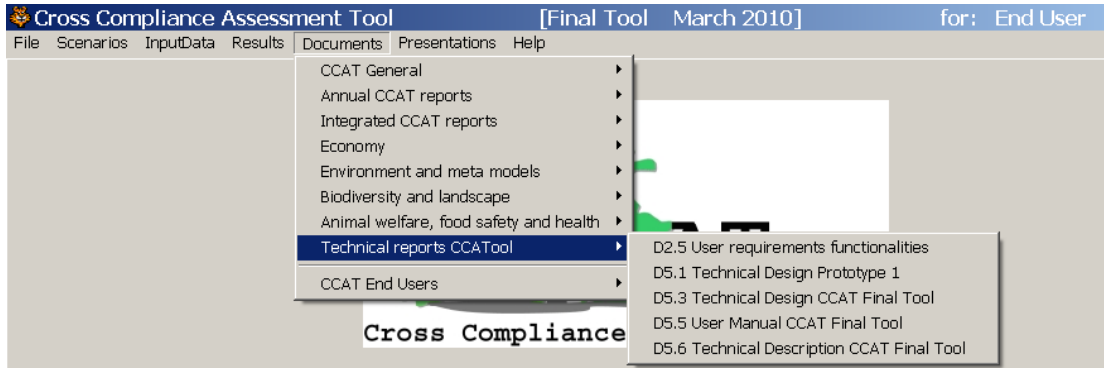 Cross Compliance Assessment Tool [Final Tool March 2010] for: End User
File Scenarios InputData Results Documents Presentations Help
CCAT General
Annual CCAT reports
Integrated CCAT reports
Economy
Environment and meta models
Biodiversity and landscape
Animal welfare, food safety and health
Technical reports CCATool
CCAT End Users
D2.5 User requirements functionalities
D5.1 Technical Design Prototype 1
D5.3 Technical Design CCAT Final Tool
D5.5 User Manual CCAT Final Tool
D5.6 Technical Description CCAT Final Tool
Cross Compliance